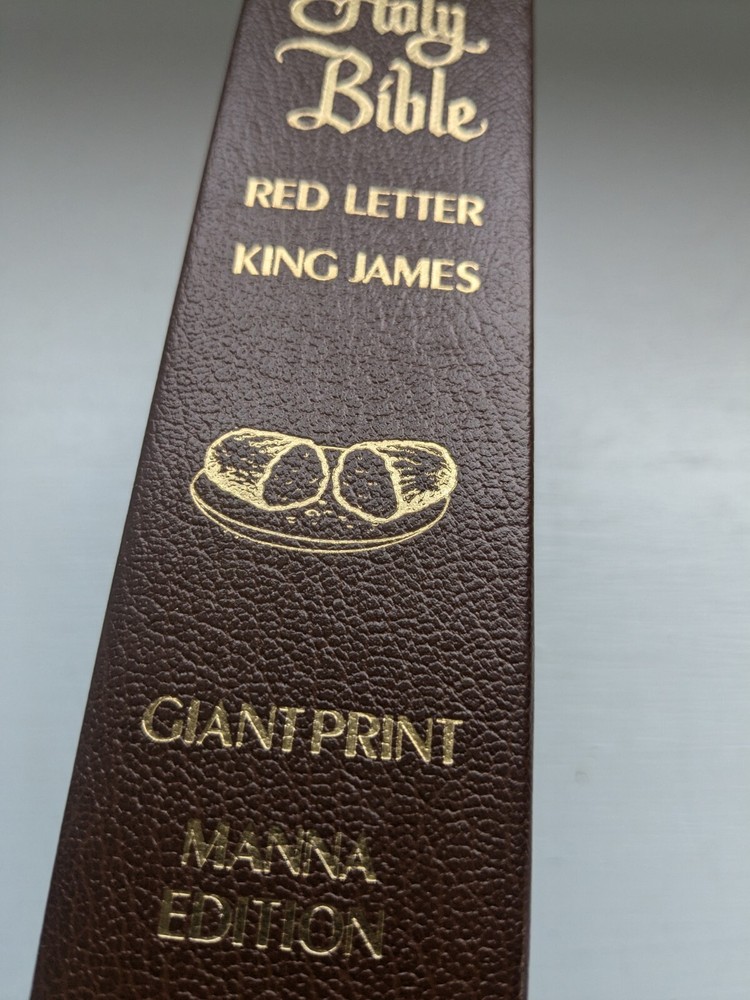 Holy
Bible
RED LETTER
KING JAMES
GIANT PRINT
MANNA
EDITION